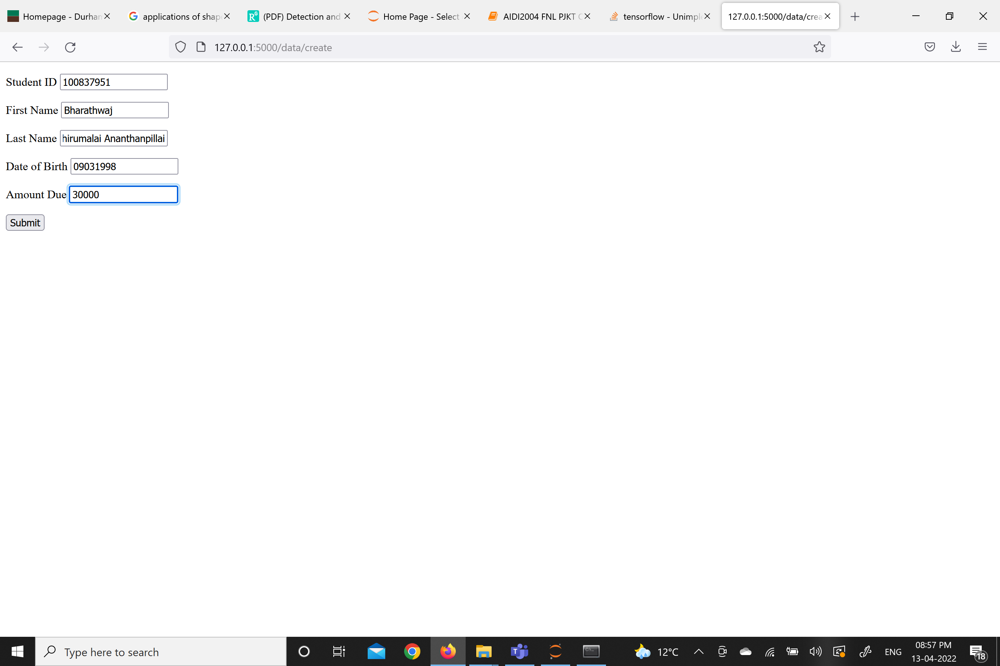 Homepage - Durham
applications of shap
(PDF) Detection and
Home Page - Select
AIDI2004 FNL PJKT
tensorflow - Unimpl
127.0.0.1:5000/data/crea
127.0.0.1:5000/data/create
Student ID 100837951
First Name Bharathwaj
Last Name hirumalai Ananthanpillai
Date of Birth 09031998
Amount Due 30000
Submit
Type here to search
12°C
ENG
08:57 PM
13-04-2022
18